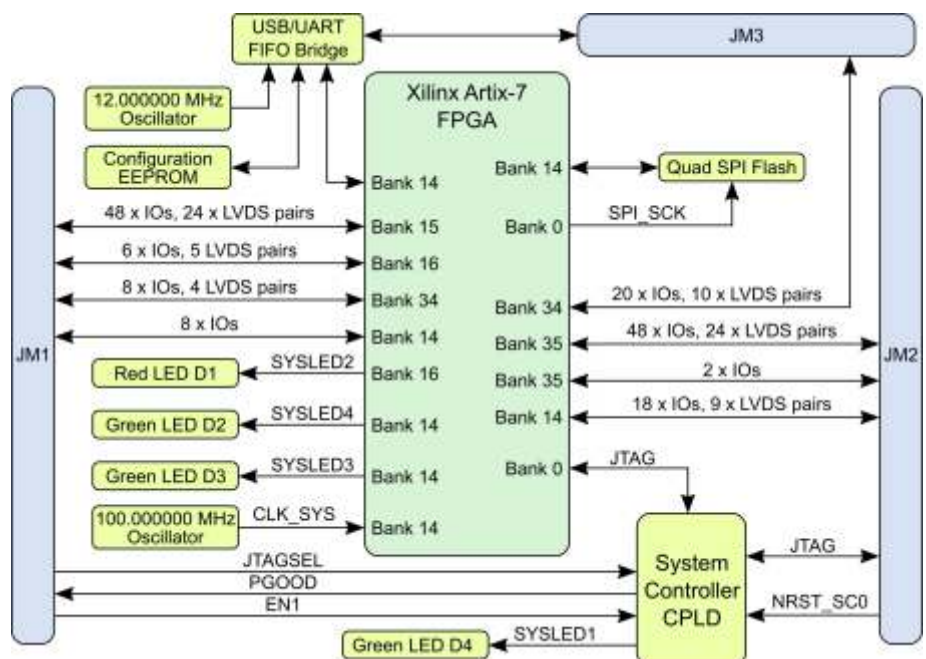 USB/UART
FIFO Bridge
JM3
12.000000 MHz
Oscillator
Xilinx Artix-7
FPGA
Configuration
EEPROM
Bank 14
Bank 14
Quad SPI Flash
48 x IOs, 24 x LVDS pairs
Bank 15
Bank 0
SPI_SCK
6 x IOs, 5 LVDS pairs
Bank 16
8 x IOs, 4 LVDS pairs
Bank 34
Bank 34
20 x IOs, 10 x LVDS pairs
8 x IOs
Bank 14
Bank 35
48 x IOs, 24 x LVDS pairs
JM1
JM2
Red LED D1
SYSLED2
Bank 16
Bank 35
2 x IOs
Green LED D2
SYSLED4
Bank 14
Bank 14
18 x IOs, 9 x LVDS pairs
Green LED D3
SYSLED3
Bank 14
Bank 0
JTAG
100.000000 MHz
Oscillator
CLK_SYS
Bank 14
JTAGSEL
PGOOD
EN1
System
Controller
CPLD
JTAG
NRST_SC0
Green LED D4
SYSLED1